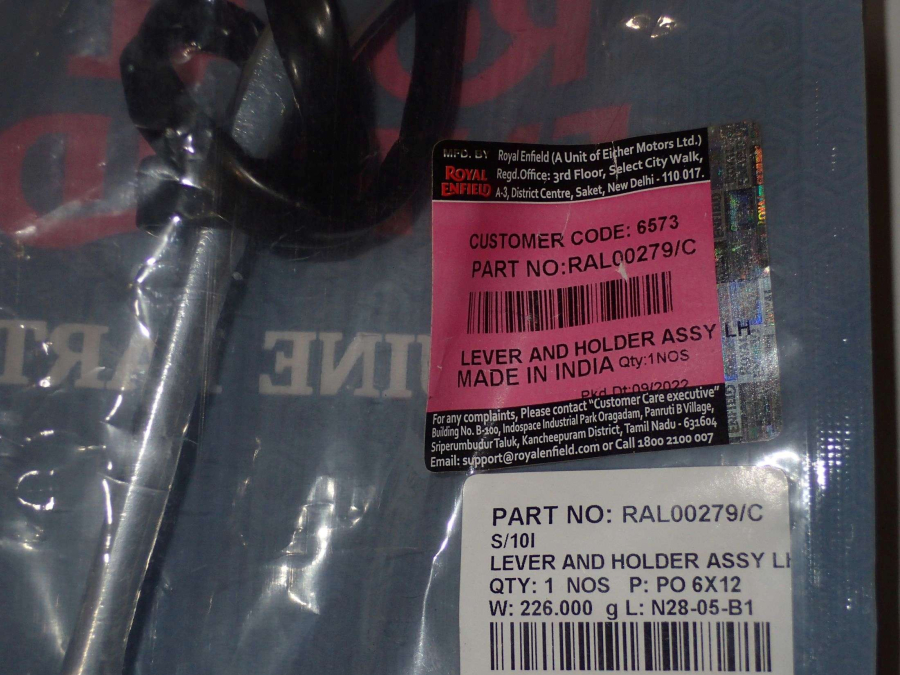 MFD. BY Royal Enfield (A Unit of Eicher Motors Ltd.)
ROYAL ENFIELD
Regd.Office: 3rd Floor, Select City Walk,
A-3, District Centre, Saket, New Delhi - 110 017.
CUSTOMER CODE: 6573
PART NO:RAL00279/C
LEVER AND HOLDER ASSY LH
MADE IN INDIA Qty:1NOS
Pkd Dt:09/2022
For any complaints, Please contact "Customer Care executive"
Building No. B-100, Indospace Industrial Park Oragadam, Panruti B Village,
Sriperumbudur Taluk, Kancheepuram District, Tamil Nadu - 631604
Email: support@royalenfield.com or Call 1800 2100 007
PART NO: RAL00279/C
S/10I
LEVER AND HOLDER ASSY LH
QTY: 1 NOS P: PO 6X12
W: 226.000 g L: N28-05-B1